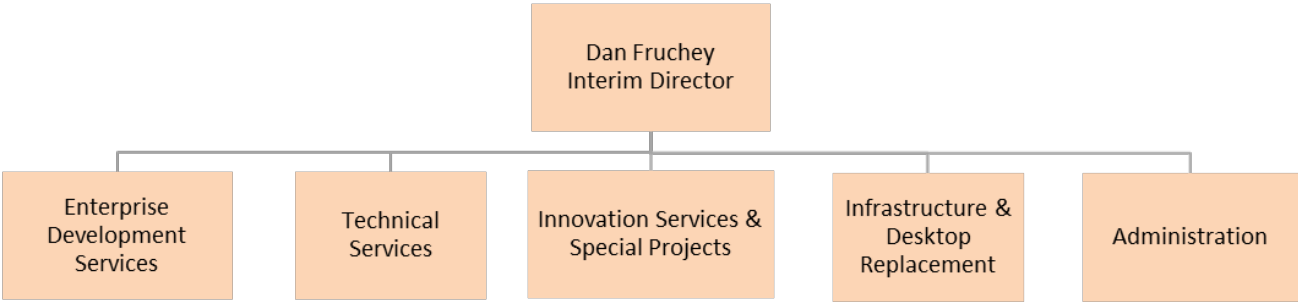 Dan Fruchey
Interim Director
Enterprise
Development
Services
Technical
Services
Innovation Services &
Special Projects
Infrastructure &
Desktop
Replacement
Administration